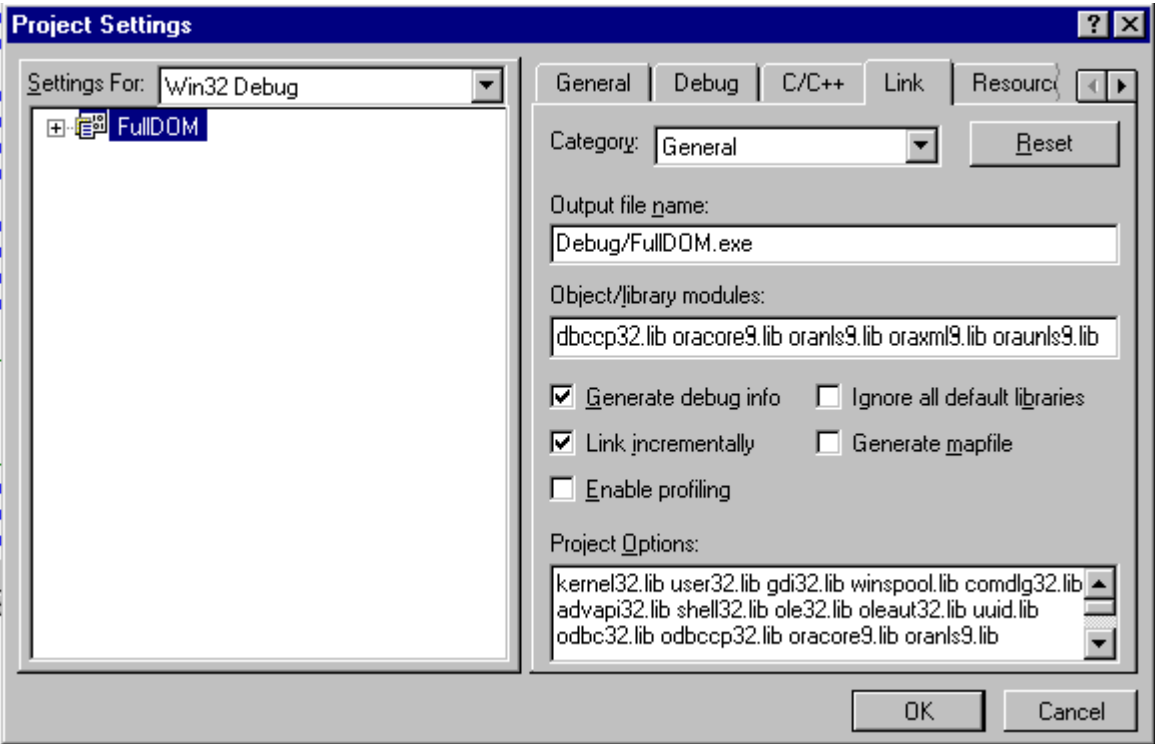 Project Settings
Settings For: Win32 Debug
FullDOM
General Debug C/C++ Link Resourc
Category: General Reset
Output file name:
Debug/FullDOM.exe
Object/library modules:
dbccp32.lib oracore9.lib oranls9.lib oraxml9.lib oraunls9.lib
Generate debug info Ignore all default libraries
Link incrementally Generate mapfile
Enable profiling
Project Options:
kernel32.lib user32.lib gdi32.lib winspool.lib comdlg32.lib
advapi32.lib shell32.lib ole32.lib oleaut32.lib uuid.lib
odbc32.lib odbccp32.lib oracore9.lib oranls9.lib
OK Cancel